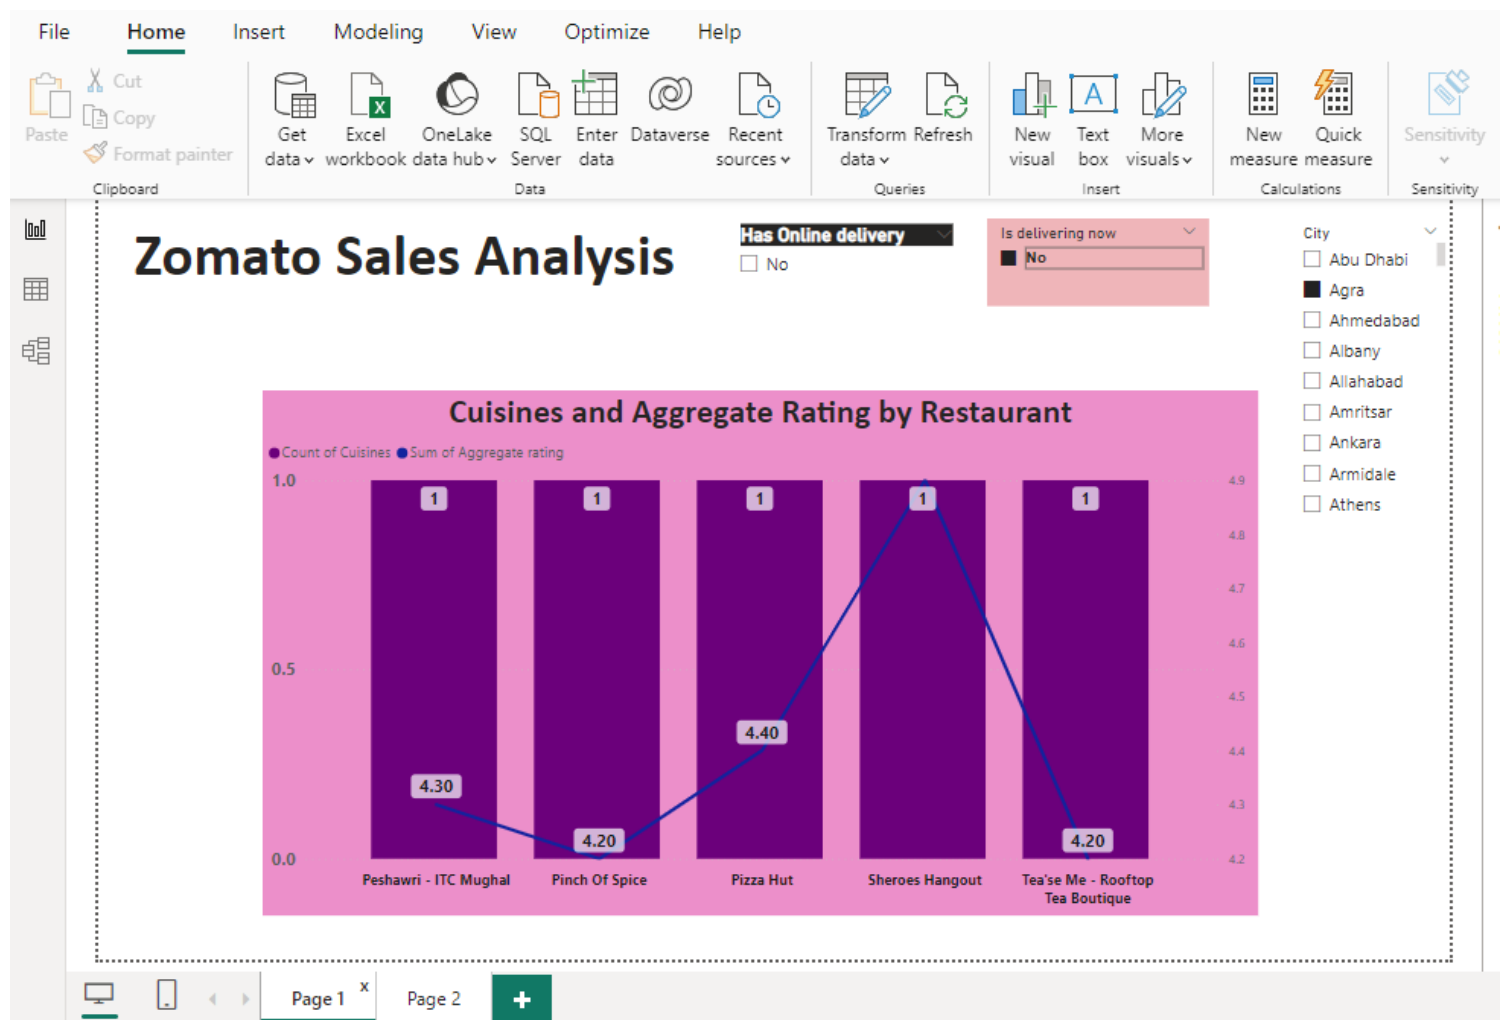 File Home Insert Modeling View Optimize Help
Paste
Cut
Copy
Format painter
Clipboard
Get data
Excel workbook
OneLake data hub
SQL Server
Enter data
Dataverse
Recent sources
Data
Transform data
Refresh
Queries
New visual
Text box
More visuals
Insert
New measure
Quick measure
Calculations
Sensitivity
Sensitivity
Zomato Sales Analysis
Has Online delivery
No
Is delivering now
No
City
Abu Dhabi
Agra
Ahmedabad
Albany
Allahabad
Amritsar
Ankara
Armidale
Athens
Cuisines and Aggregate Rating by Restaurant
Count of Cuisines Sum of Aggregate rating
1.0
0.5
0.0
1 1 1 1 1
4.30
4.20
4.40
4.20
4.9
4.8
4.7
4.6
4.5
4.4
4.3
4.2
Peshawri - ITC Mughal
Pinch Of Spice
Pizza Hut
Sheroes Hangout
Tea'se Me - Rooftop
Tea Boutique
Page 1 x
Page 2
+